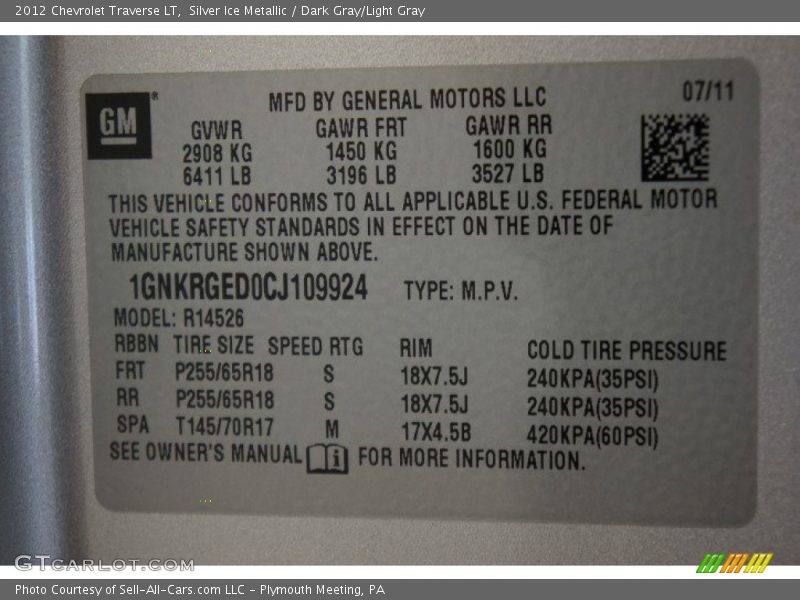 2012 Chevrolet Traverse LT, Silver Ice Metallic / Dark Gray/Light Gray
GM®
MFD BY GENERAL MOTORS LLC 07/11
GVWR GAWR FRT GAWR RR
2908 KG 1450 KG 1600 KG
6411 LB 3196 LB 3527 LB
THIS VEHICLE CONFORMS TO ALL APPLICABLE U.S. FEDERAL MOTOR
VEHICLE SAFETY STANDARDS IN EFFECT ON THE DATE OF
MANUFACTURE SHOWN ABOVE.
1GNKRGED0CJ109924 TYPE: M.P.V.
MODEL: R14526
RBBN TIRE SIZE SPEED RTG RIM COLD TIRE PRESSURE
FRT P255/65R18 S 18X7.5J 240KPA(35PSI)
RR P255/65R18 S 18X7.5J 240KPA(35PSI)
SPA T145/70R17 M 17X4.5B 420KPA(60PSI)
SEE OWNER'S MANUAL i FOR MORE INFORMATION.
GTCARLOT.COM
Photo Courtesy of Sell-All-Cars.com LLC - Plymouth Meeting, PA